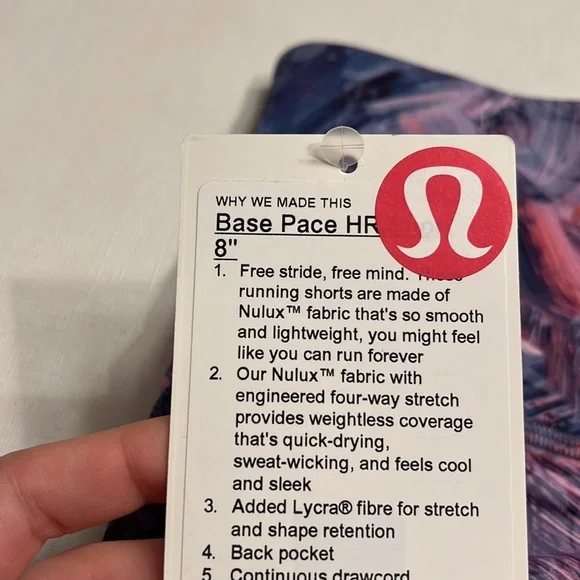 WHY WE MADE THIS
Base Pace HR
8"
1. Free stride, free mind.
running shorts are made of
Nulux™ fabric that's so smooth
and lightweight, you might feel
like you can run forever
2. Our Nulux™ fabric with
engineered four-way stretch
provides weightless coverage
that's quick-drying,
sweat-wicking, and feels cool
and sleek
3. Added Lycra® fibre for stretch
and shape retention
4. Back pocket
5. Continuous drawcord